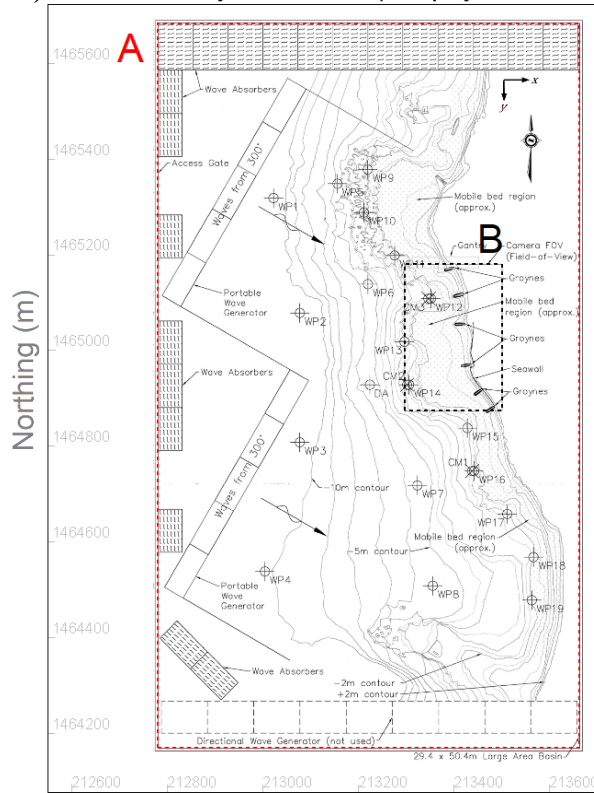 A
1465600
Wave Absorbers
x
y
1465400
Access Gate
Waves from 300°
WP9
WP5
WP1
WP10
Mobile bed region
(approx.)
B
1465200
Gantry
Camera FOV
(Field-of-View)
WP6
Groynes
Portable
Wave
Generator
CM3
WP12
Mobile bed
region (approx.)
WP2
1465000
WP13
Groynes
Wave Absorbers
CM2
Seawall
DA
WP14
Groynes
Northing (m)
1464800
WP15
Waves from 300°
WP3
CM1
WP16
-10m contour
WP7
1464600
WP17
Mobile bed region
(approx.)
-5m contour
WP18
WP4
Portable
Wave
Generator
WP8
WP19
1464400
Wave Absorbers
-2m contour
+2m contour
1464200
Directional Wave Generator (not used)
29.4 x 50.4m Large Area Basin
212600 212800 213000 213200 213400 213600